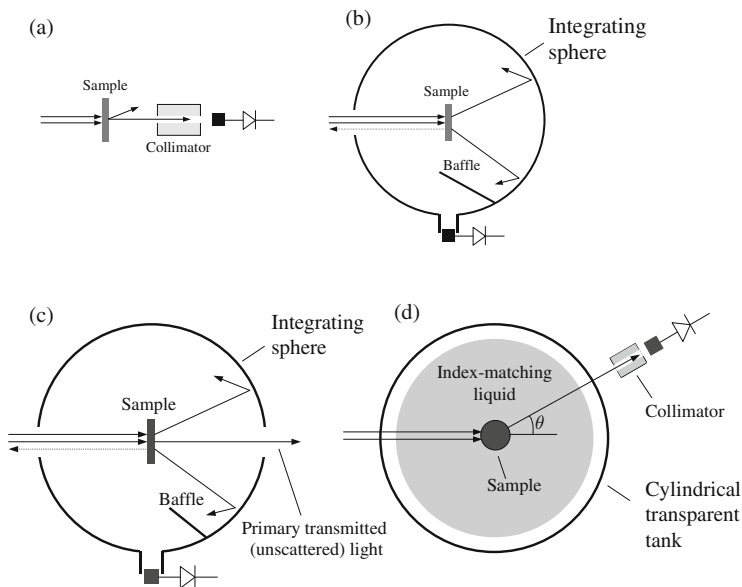 (a)
Sample
Collimator
(b)
Integrating
sphere
Sample
Baffle
(c)
Integrating
sphere
Sample
Baffle
Primary transmitted
(unscattered) light
(d)
Index-matching
liquid
θ
Sample
Collimator
Cylindrical
transparent
tank